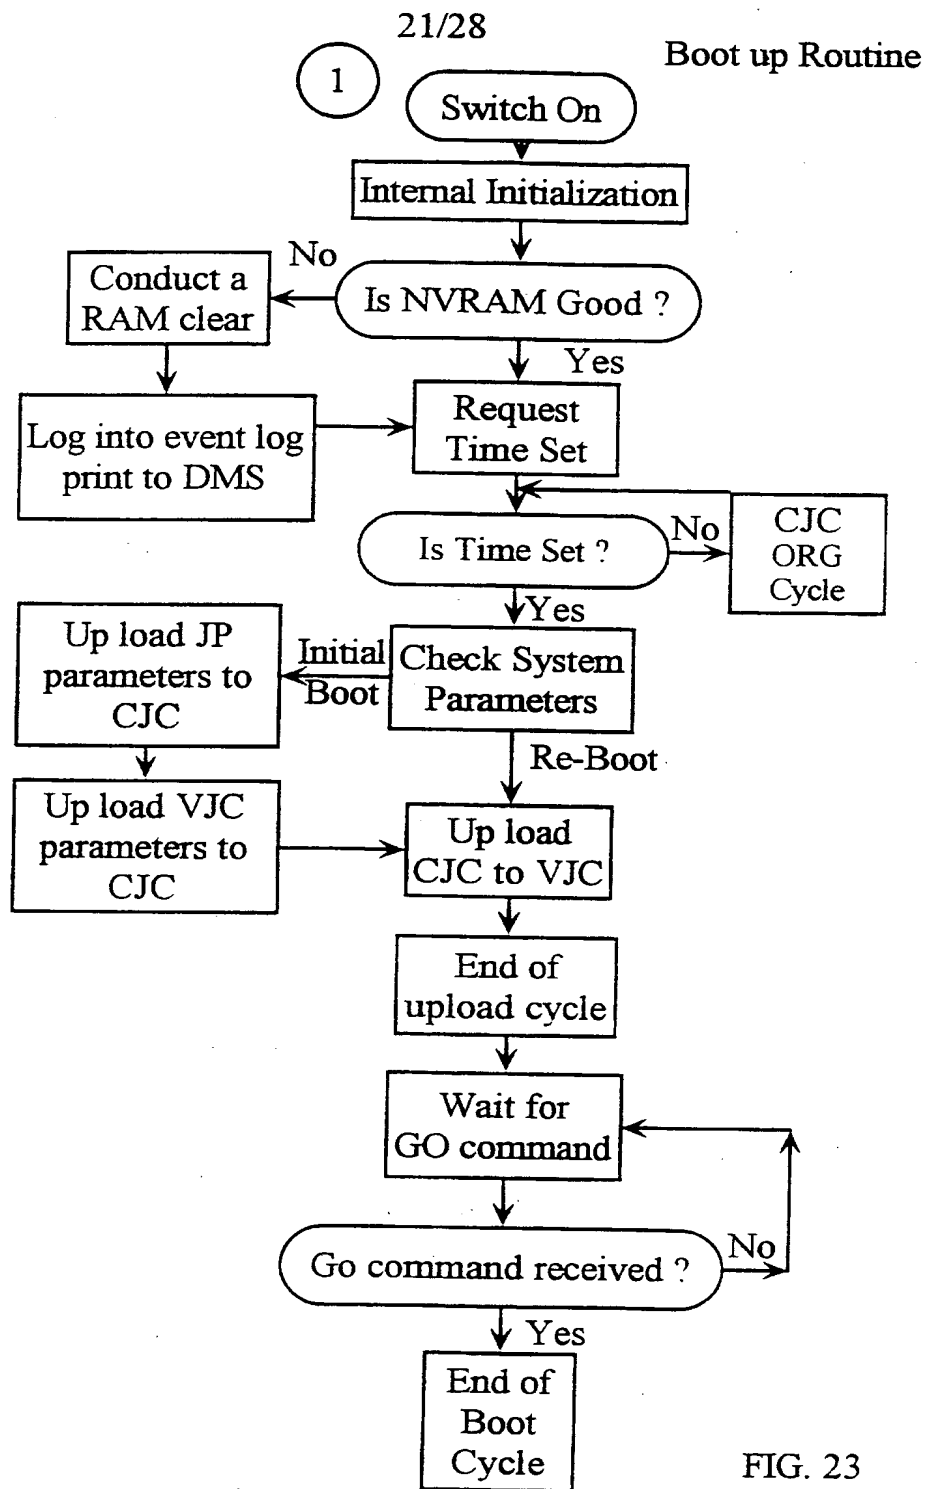 21/28
Boot up Routine
1
Switch On
Internal Initialization
No
Conduct a
RAM clear
Is NVRAM Good ?
Yes
Log into event log
print to DMS
Request
Time Set
Is Time Set ?
No
CJC
ORG
Cycle
Yes
Up load JP
parameters to
CJC
Initial
Boot
Check System
Parameters
Re-Boot
Up load VJC
parameters to
CJC
Up load
CJC to VJC
End of
upload cycle
Wait for
GO command
Go command received ?
No
Yes
End of
Boot
Cycle
FIG. 23